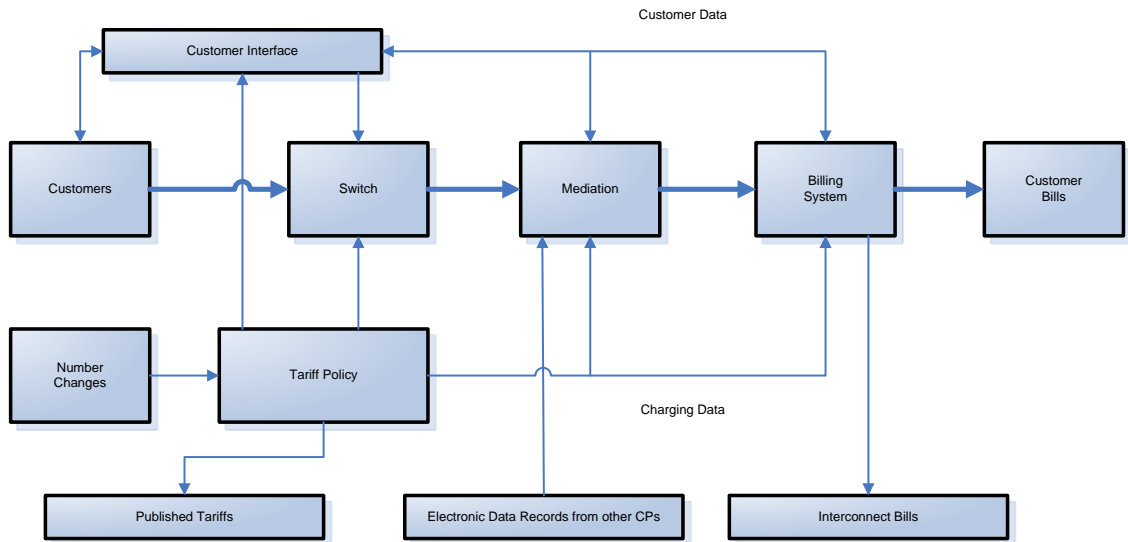 Customer Data
Customer Interface
Customers
Switch
Mediation
Billing
System
Customer
Bills
Number
Changes
Tariff Policy
Charging Data
Published Tariffs
Electronic Data Records from other CPs
Interconnect Bills